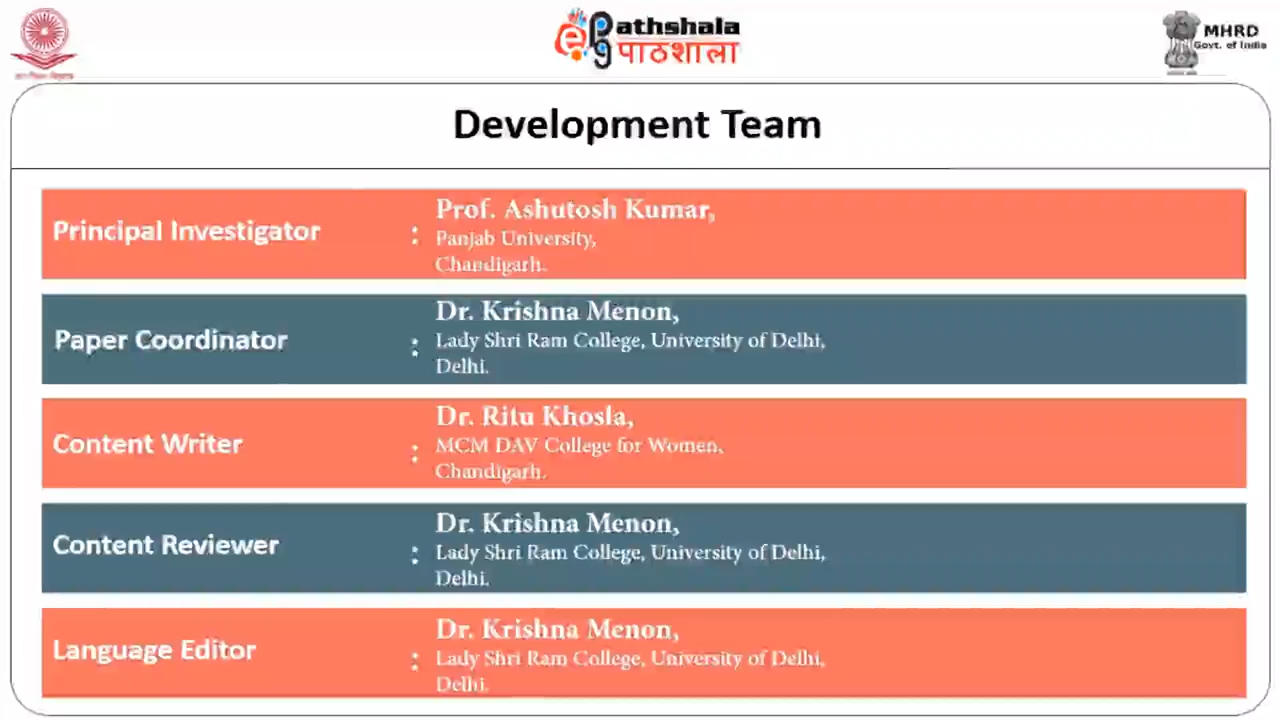 ePathshala
पाठशाला
MHRD
Govt. of India
Development Team
Principal Investigator
:
Prof. Ashutosh Kumar,
Panjab University,
Chandigarh.
Paper Coordinator
:
Dr. Krishna Menon,
Lady Shri Ram College, University of Delhi,
Delhi.
Content Writer
:
Dr. Ritu Khosla,
MCM DAV College for Women,
Chandigarh.
Content Reviewer
:
Dr. Krishna Menon,
Lady Shri Ram College, University of Delhi,
Delhi.
Language Editor
:
Dr. Krishna Menon,
Lady Shri Ram College, University of Delhi,
Delhi.